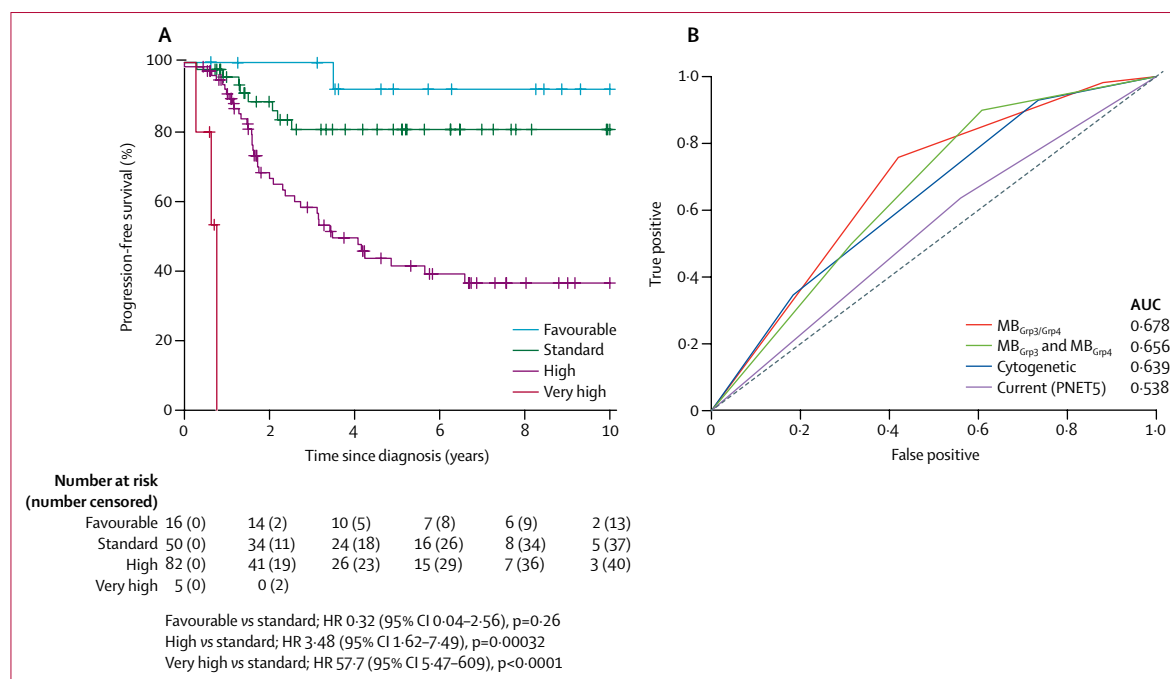 A
100
80
60
40
20
0
Progression-free survival (%)
Favourable
Standard
High
Very high
0 2 4 6 8 10
Time since diagnosis (years)
Number at risk
(number censored)
Favourable 16 (0) 14 (2) 10 (5) 7 (8) 6 (9) 2 (13)
Standard 50 (0) 34 (11) 24 (18) 16 (26) 8 (34) 5 (37)
High 82 (0) 41 (19) 26 (23) 15 (29) 7 (36) 3 (40)
Very high 5 (0) 0 (2)
Favourable vs standard; HR 0·32 (95% CI 0·04–2·56), p=0·26
High vs standard; HR 3·48 (95% CI 1·62–7·49), p=0·00032
Very high vs standard; HR 57·7 (95% CI 5·47–609), p<0·0001
B
1·0
0·8
0·6
0·4
0·2
0
True positive
AUC
MBGrp3/Grp4 0·678
MBGrp3 and MBGrp4 0·656
Cytogenetic 0·639
Current (PNET5) 0·538
0 0·2 0·4 0·6 0·8 1·0
False positive